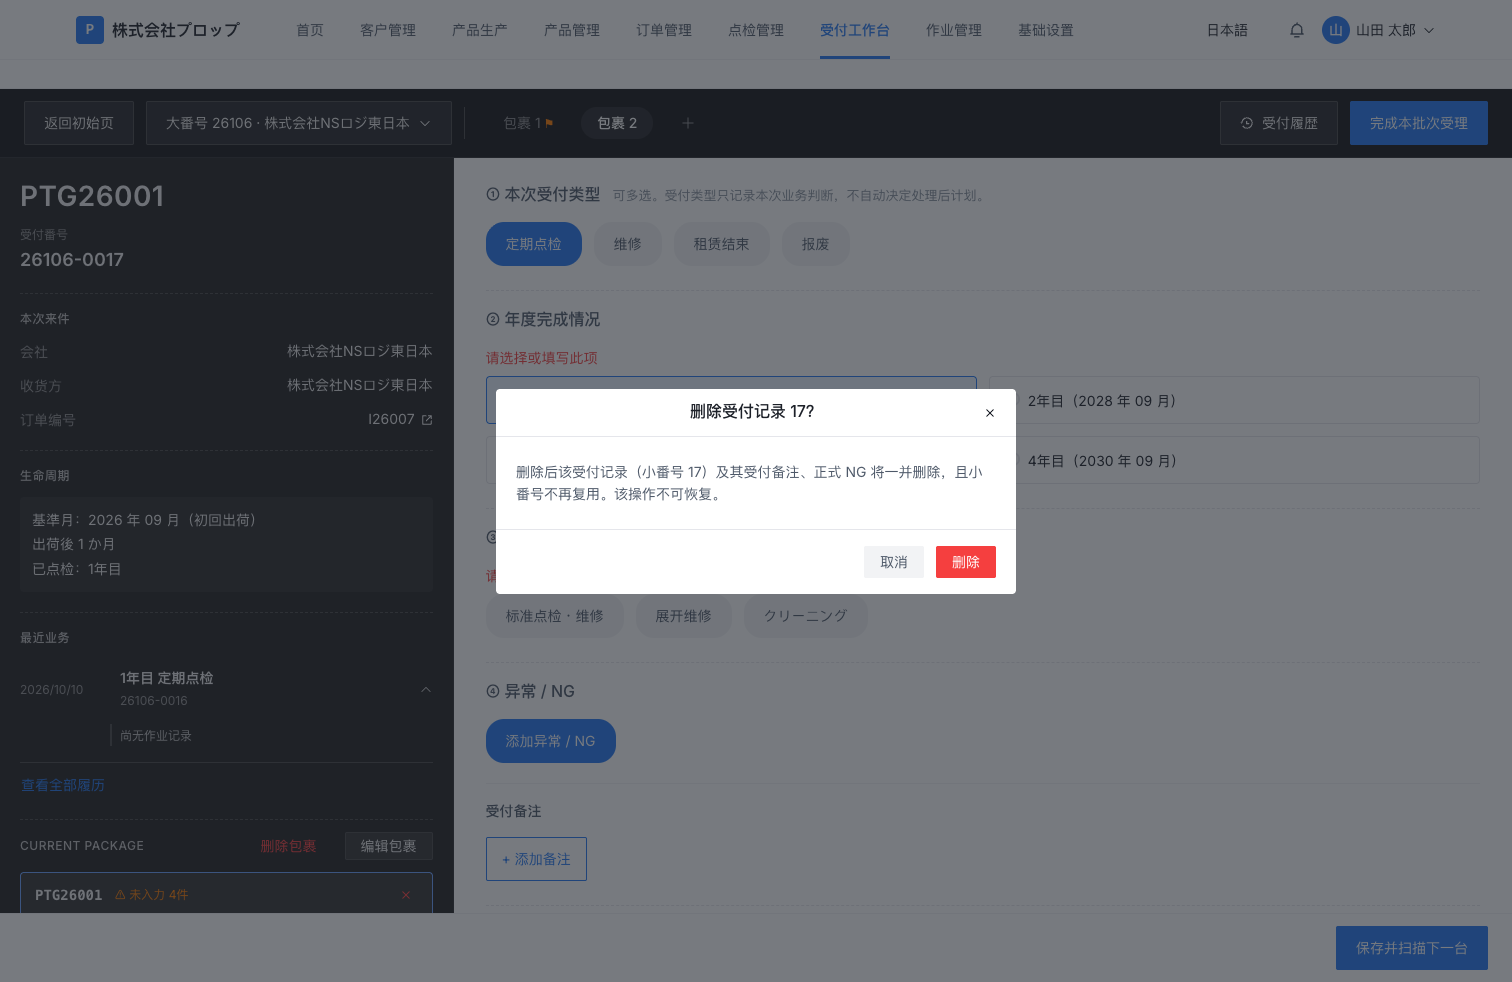 P 株式会社プロップ 首页 客户管理 产品生产 产品管理 订单管理 点检管理 受付工作台 作业管理 基础设置 日本語 山 山田 太郎
返回初始页 大番号 26106 · 株式会社NSロジ東日本 包裹 1 包裹 2 + 受付履歴 完成本批次受理
PTG26001
受付番号
26106-0017
本次来件
会社 株式会社NSロジ東日本
收货方 株式会社NSロジ東日本
订单编号 I26007
生命周期
基準月：2026 年 09 月（初回出荷）
出荷後 1 か月
已点检：1年目
最近业务
2026/10/10 1年目 定期点检
26106-0016
尚无作业记录
查看全部履历
CURRENT PACKAGE 删除包裹 编辑包裹
PTG26001 未入力 4件
① 本次受付类型 可多选。受付类型只记录本次业务判断，不自动决定处理后计划。
定期点检 维修 租赁结束 报废
② 年度完成情况
请选择或填写此项
2年目（2028 年 09 月）
4年目（2030 年 09 月）
删除受付记录 17?
删除后该受付记录（小番号 17）及其受付备注、正式 NG 将一并删除，且小
番号不再复用。该操作不可恢复。
取消 删除
③
请
标准点检 · 维修 展开维修 クリーニング
④ 异常 / NG
添加异常 / NG
受付备注
+ 添加备注
保存并扫描下一台